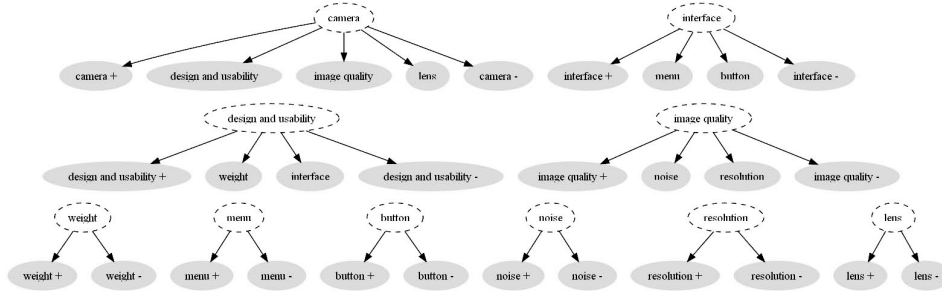 camera
interface
camera +
design and usability
image quality
lens
camera -
interface +
menu
button
interface -
design and usability
image quality
design and usability +
weight
interface
design and usability -
image quality +
noise
resolution
image quality -
weight
menu
button
noise
resolution
lens
weight +
weight -
menu +
menu -
button +
button -
noise +
noise -
resolution +
resolution -
lens +
lens -